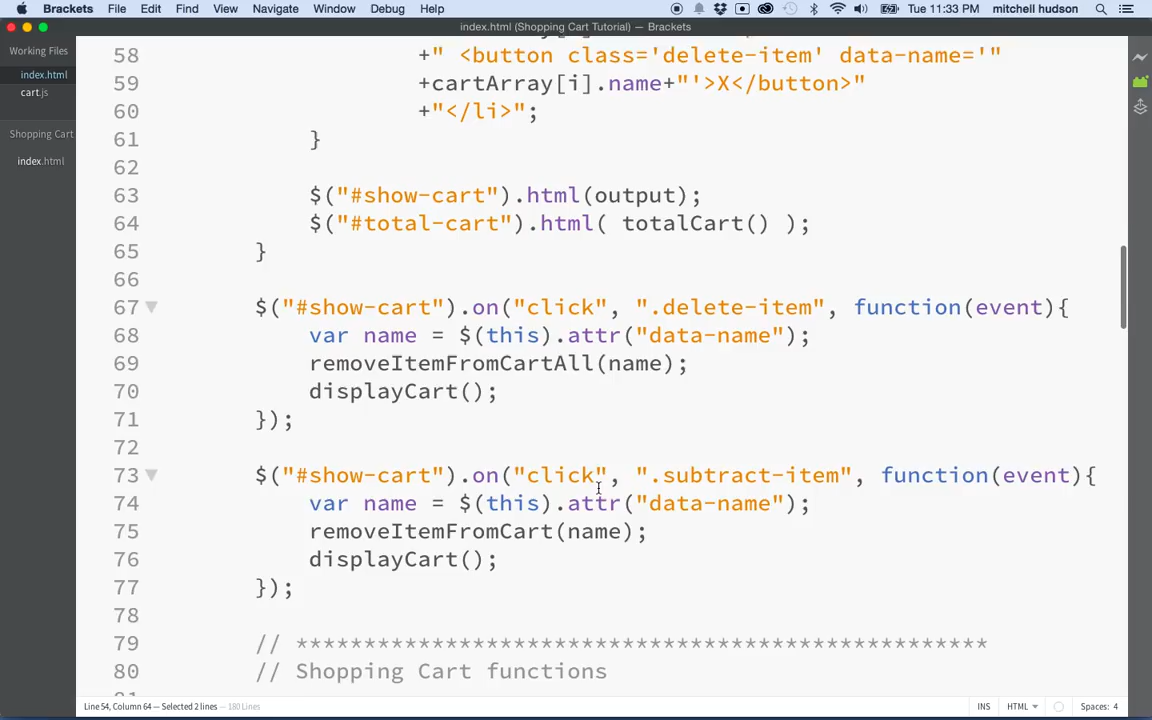 Brackets File Edit Find View Navigate Window Debug Help Tue 11:33 PM mitchell hudson
index.html (Shopping Cart Tutorial) — Brackets
Working Files
index.html
cart.js
Shopping Cart
index.html
58 +" <button class='delete-item' data-name='"
59 +cartArray[i].name+"'>X</button>"
60 +"</li>";
61 }
62
63 $("#show-cart").html(output);
64 $("#total-cart").html( totalCart() );
65 }
66
67 $("#show-cart").on("click", ".delete-item", function(event){
68 var name = $(this).attr("data-name");
69 removeItemFromCartAll(name);
70 displayCart();
71 });
72
73 $("#show-cart").on("click", ".subtract-item", function(event){
74 var name = $(this).attr("data-name");
75 removeItemFromCart(name);
76 displayCart();
77 });
78
79 // ***************************************************
80 // Shopping Cart functions
Line 54, Column 64 — Selected 2 lines — 180 Lines INS HTML Spaces: 4